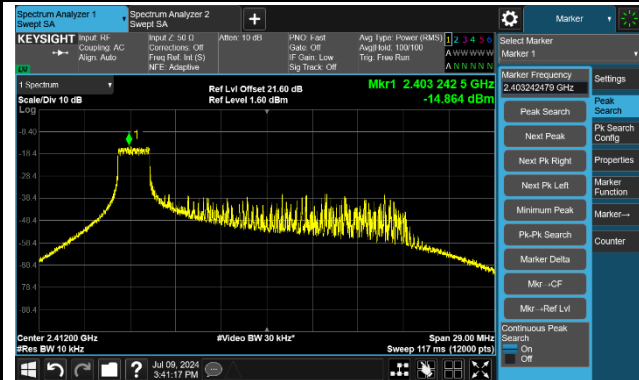 Spectrum Analyzer 1
Swept SA
Spectrum Analyzer 2
Swept SA
+
Marker
KEYSIGHT
Input: RF
Coupling: AC
Align: Auto
Input Z: 50 Ω
Corrections: Off
Freq Ref: Int (S)
NFE: Adaptive
Atten: 10 dB
PNO: Fast
Gate: Off
IF Gain: Low
Sig Track: Off
Avg Type: Power (RMS)
Avg|Hold: 100/100
Trig: Free Run
1 2 3 4 5 6
A W W W W W
A N N N N N
LVI
Select Marker
Marker 1
1 Spectrum
Scale/Div 10 dB
Log
Ref Lvl Offset 21.60 dB
Ref Level 1.60 dBm
Mkr1 2.403 242 5 GHz
-14.864 dBm
Marker Frequency
2.403242479 GHz
Peak Search
Next Peak
Next Pk Right
Next Pk Left
Minimum Peak
Pk-Pk Search
Marker Delta
Mkr→CF
Mkr→Ref Lvl
Continuous Peak
Search
On
Off
Settings
Peak
Search
Pk Search
Config
Properties
Marker
Function
Marker→
Counter
1
-8.40
-18.4
-28.4
-38.4
-48.4
-58.4
-68.4
-78.4
-88.4
Center 2.41200 GHz
#Res BW 10 kHz
#Video BW 30 kHz*
Span 29.00 MHz
Sweep 117 ms (12000 pts)
?
Jul 09, 2024
3:41:17 PM